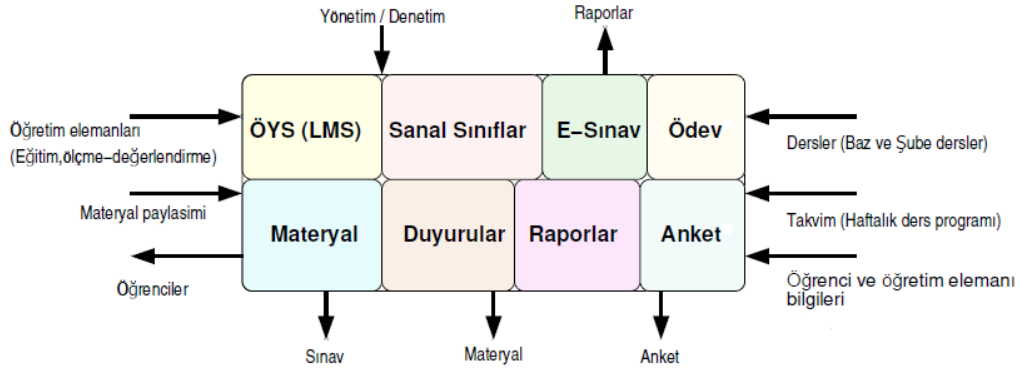 Yönetim / Denetim
Raporlar
ÖYS (LMS)
Sanal Sınıflar
E-Sınav
Ödev
Öğretim elemanları
(Eğitim,ölçme-değerlendirme)
Dersler (Baz ve Şube dersler)
Materyal paylasimi
Takvim (Haftalık ders programı)
Materyal
Duyurular
Raporlar
Anket
Öğrenciler
Öğrenci ve öğretim elemanı
bilgileri
Sınav
Materyal
Anket